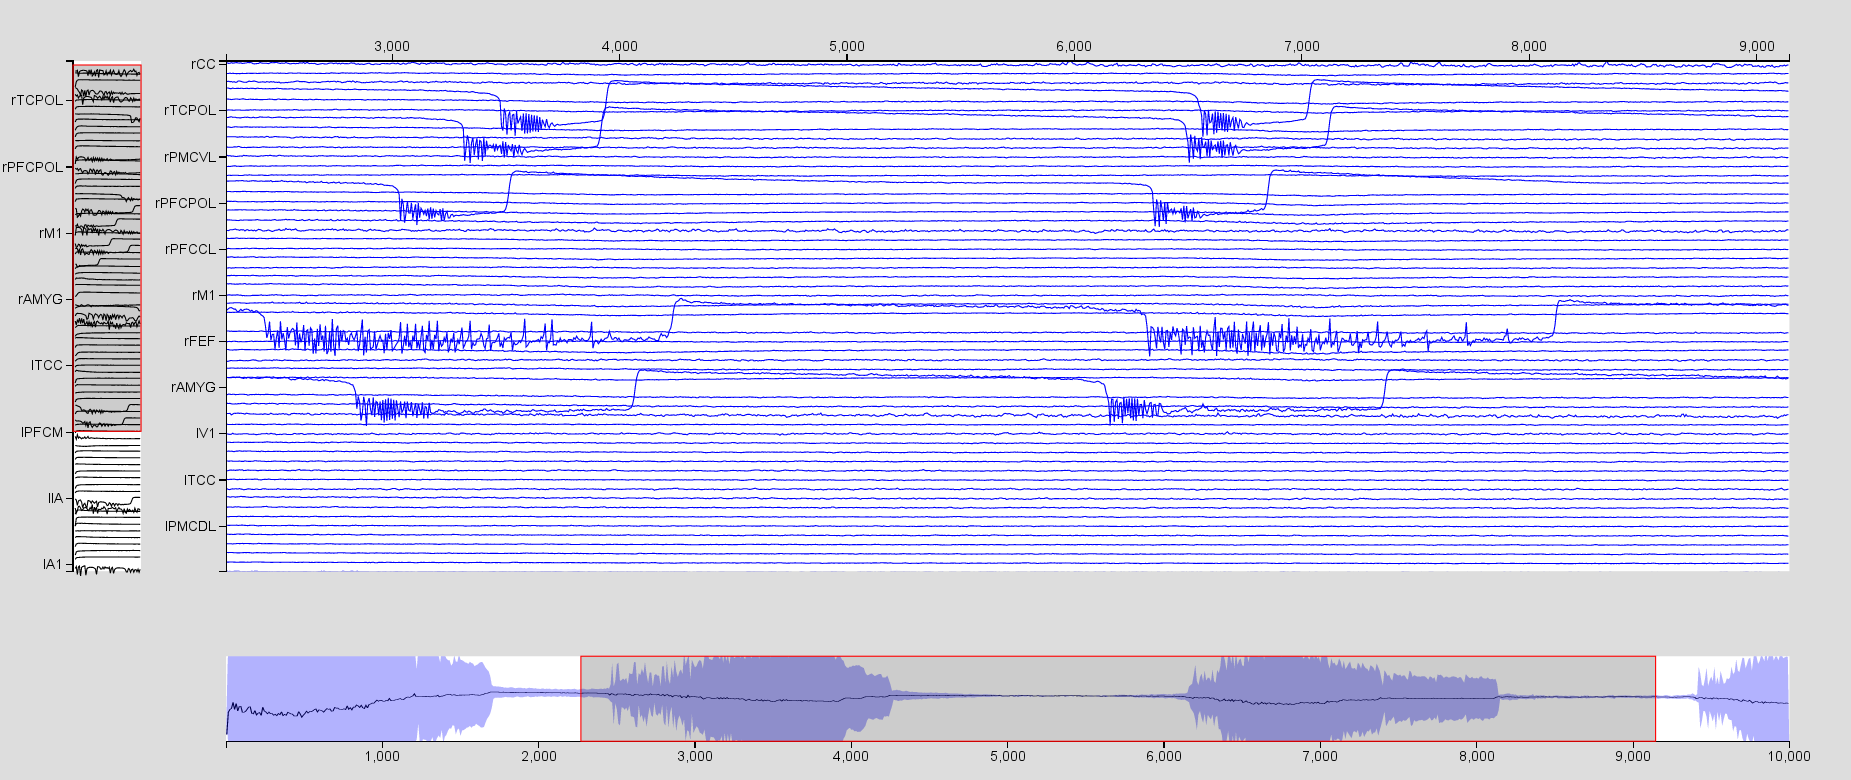 3,000 4,000 5,000 6,000 7,000 8,000 9,000
rCC
rTCPOL
rPMCVL
rPFCPOL
rPFCCL
rM1
rFEF
rAMYG
lV1
lTCC
lPMCDL
rTCPOL
rPFCPOL
rM1
rAMYG
lTCC
lPFCM
lIA
lA1
1,000 2,000 3,000 4,000 5,000 6,000 7,000 8,000 9,000 10,000